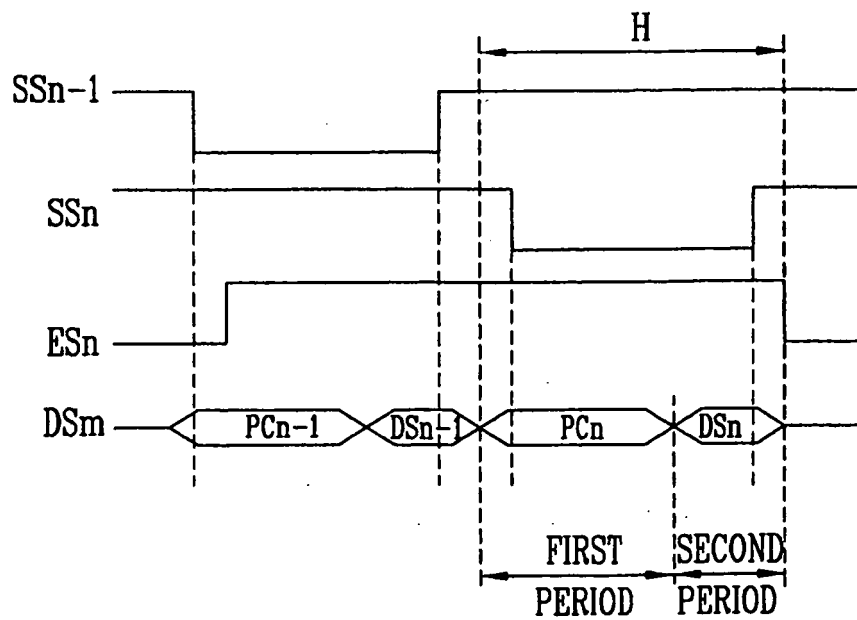 H
SSn-1
SSn
ESn
DSm
PCn-1
DSn-1
PCn
DSn
FIRST PERIOD
SECOND PERIOD